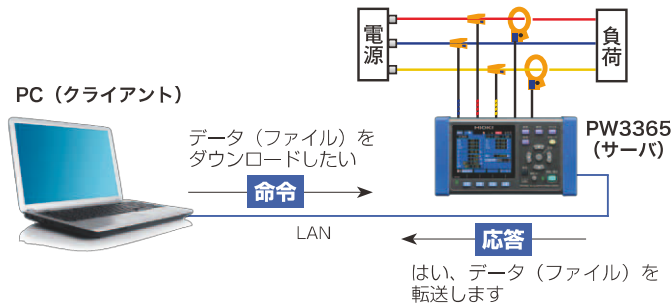 電源
負荷
PC（クライアント）
データ（ファイル）を
ダウンロードしたい
命令
HIOKI
PW3365
（サーバ）
LAN
応答
はい、データ（ファイル）を
転送します